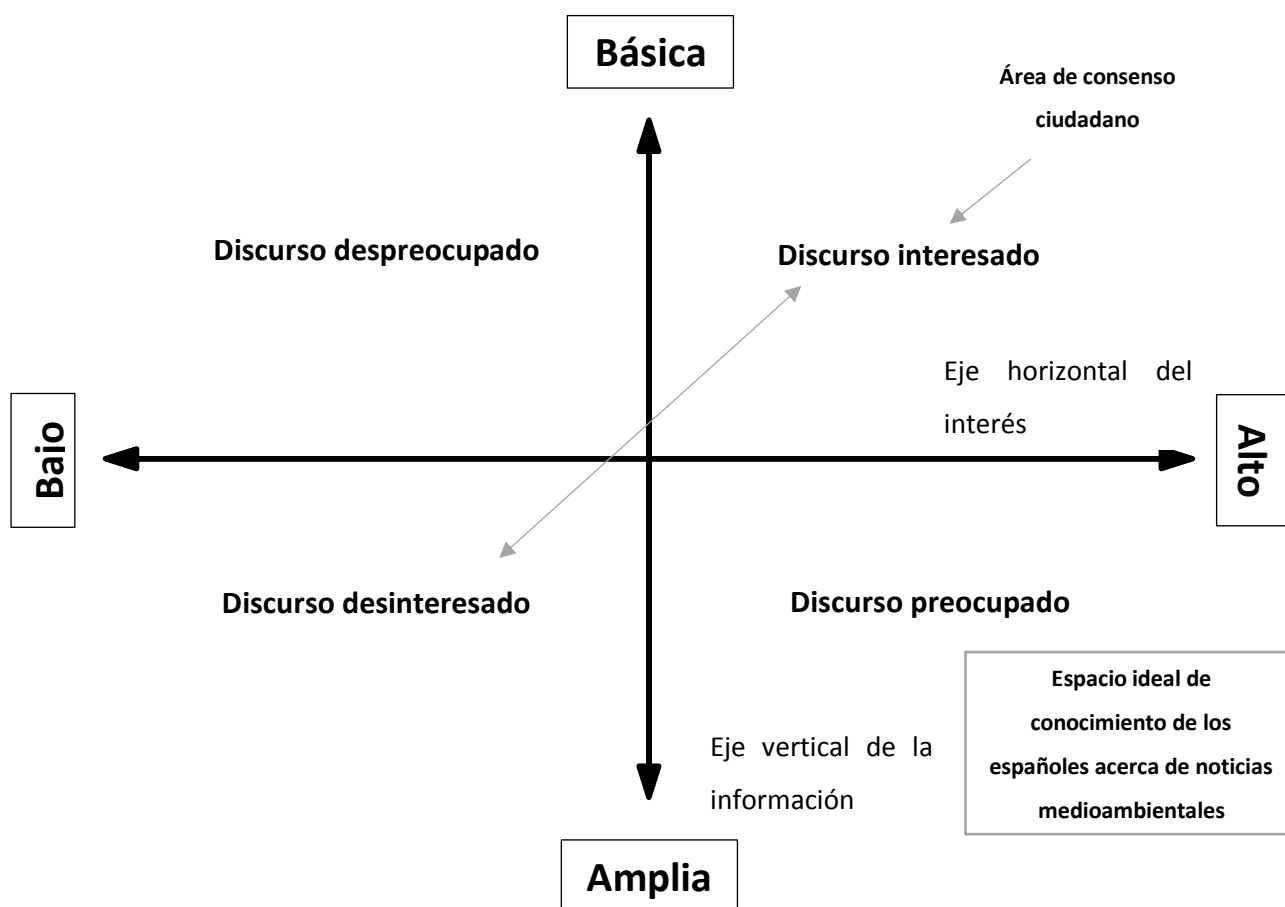 Básica
Área de consenso
ciudadano
Discurso despreocupado
Discurso interesado
Eje horizontal del
interés
Baio
Alto
Discurso desinteresado
Discurso preocupado
Espacio ideal de
conocimiento de los
españoles acerca de noticias
medioambientales
Eje vertical de la
información
Amplia